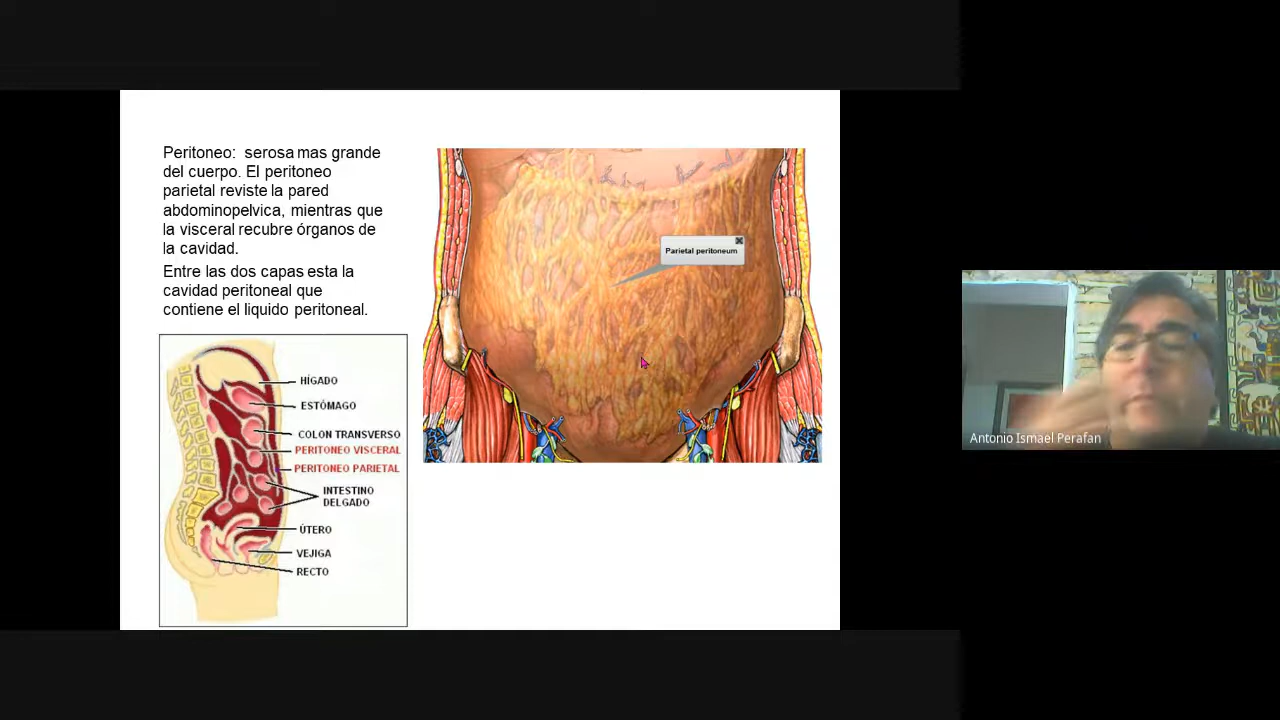 Peritoneo:  serosa mas grande
del cuerpo. El peritoneo
parietal reviste la pared
abdominopelvica, mientras que
la visceral recubre órganos de
la cavidad.
Entre las dos capas esta la
cavidad peritoneal que
contiene el liquido peritoneal.
Parietal peritoneum
HÍGADO
ESTÓMAGO
COLON TRANSVERSO
PERITONEO VISCERAL
PERITONEO PARIETAL
INTESTINO
DELGADO
ÚTERO
VEJIGA
RECTO
Antonio Ismael Perafan